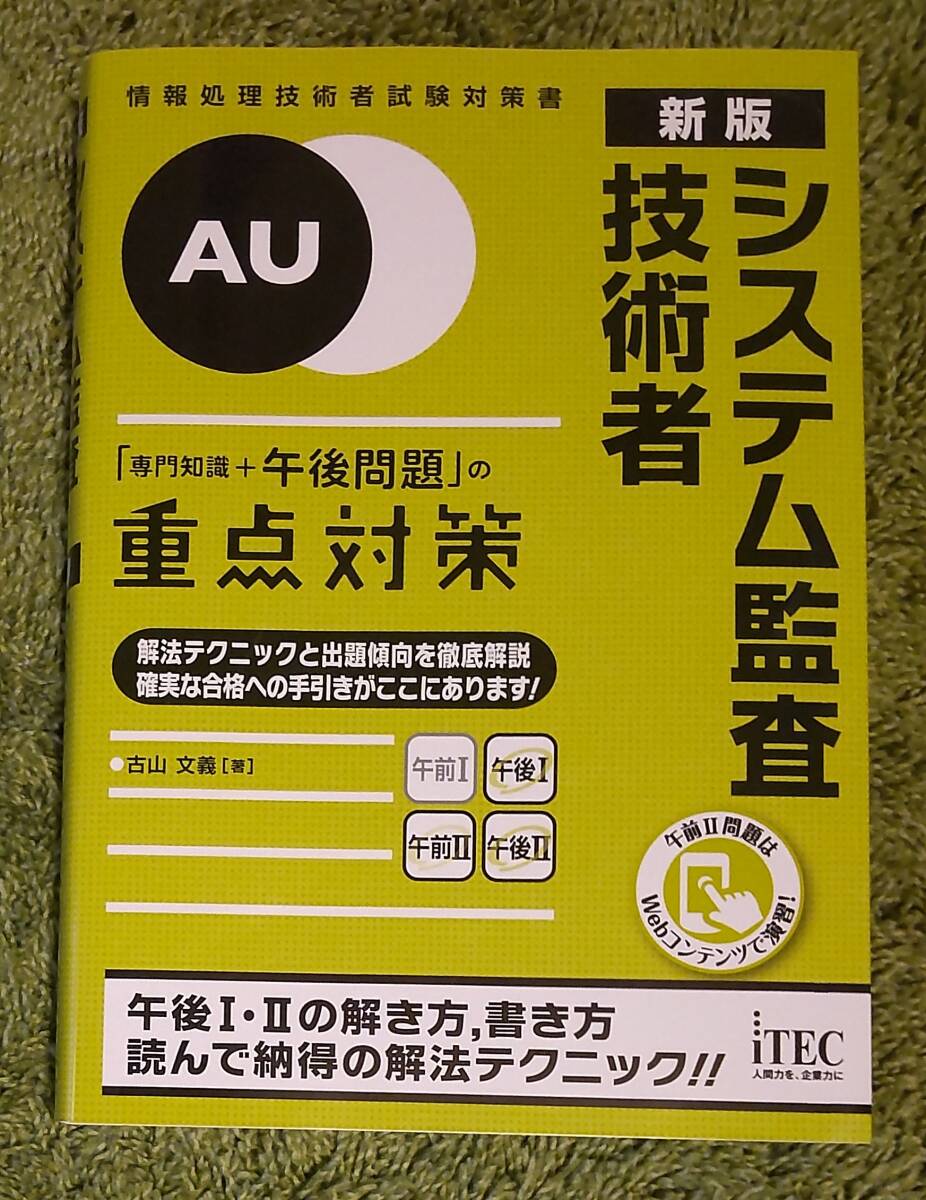 情報処理技術者試験対策書
新版
システム監査
技術者
AU
「専門知識+午後問題」の
重点対策
解法テクニックと出題傾向を徹底解説
確実な合格への手引きがここにあります!
●古山 文義[著]
午前Ⅰ
午後Ⅰ
午前Ⅱ
午後Ⅱ
午前Ⅱ問題は
Webコンテンツで演習!
午後Ⅰ・Ⅱの解き方,書き方
読んで納得の解法テクニック!!
iTEC
人間力を、企業力に